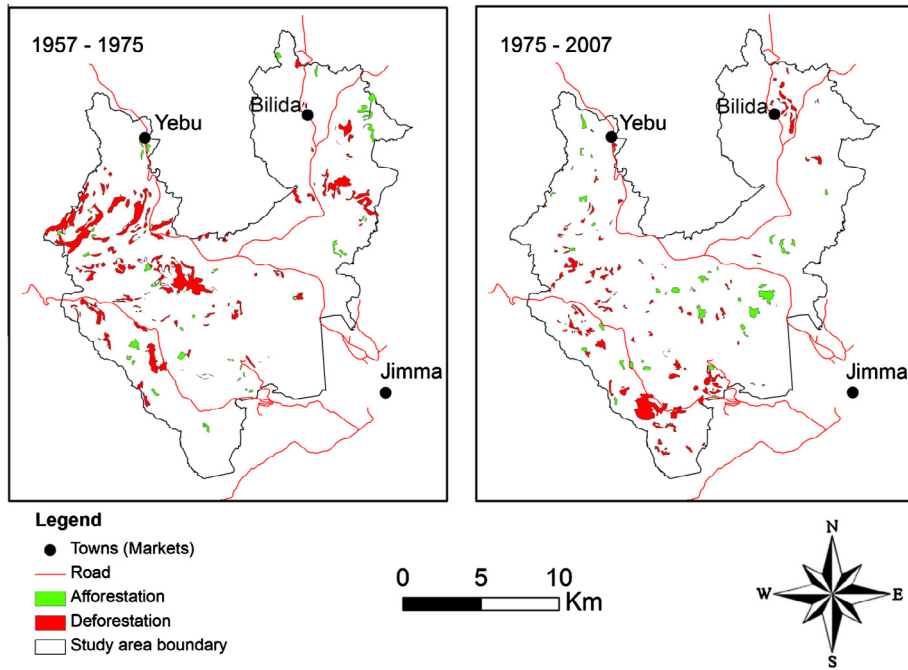 1957 - 1975
Bilida
Yebu
Jimma
1975 - 2007
Bilida
Yebu
Jimma
Legend
Towns (Markets)
Road
Afforestation
Deforestation
Study area boundary
0 5 10
Km
N
W E
S